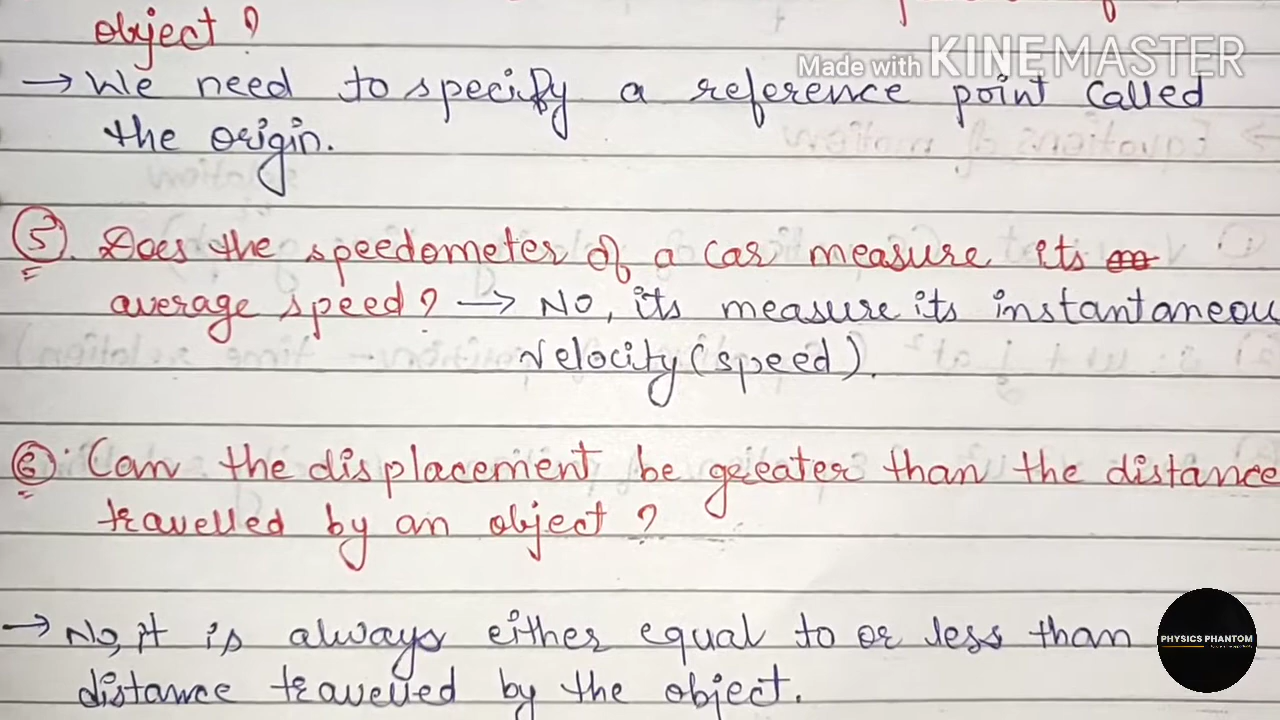 object?
Made with KINEMASTER
→ We need to specify a reference point called
the origin.
5. Does the speedometer of a car measure its
average speed? → No, its measure its instantaneou
Velocity (speed).
6. Can the displacement be greater than the distance
travelled by an object?
→ No, it is always either equal to or less than
distance travelled by the object.
PHYSICS PHANTOM